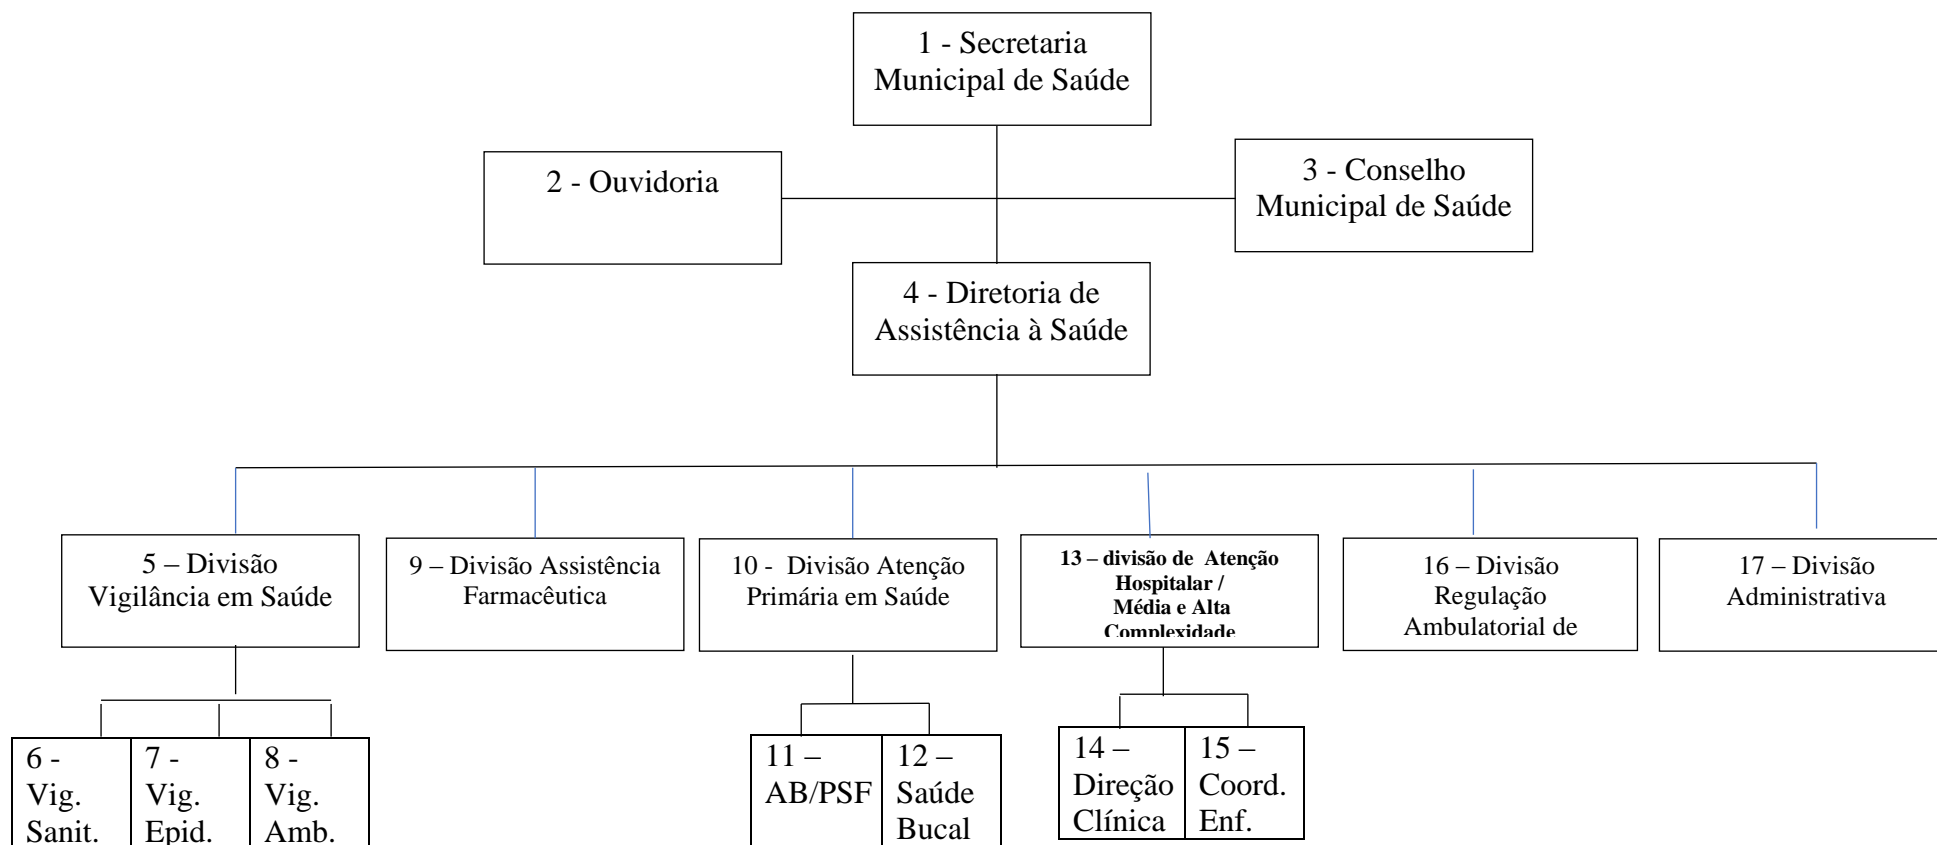 1 - Secretaria
Municipal de Saúde
2 - Ouvidoria
3 - Conselho
Municipal de Saúde
4 - Diretoria de
Assistência à Saúde
5 – Divisão
Vigilância em Saúde
9 – Divisão Assistência
Farmacêutica
10 - Divisão Atenção
Primária em Saúde
13 – divisão de Atenção
Hospitalar /
Média e Alta
Complexidade
16 – Divisão
Regulação
Ambulatorial de
17 – Divisão
Administrativa
6 -
Vig.
Sanit.
7 -
Vig.
Epid.
8 -
Vig.
Amb.
11 –
AB/PSF
12 –
Saúde
Bucal
14 –
Direção
Clínica
15 –
Coord.
Enf.